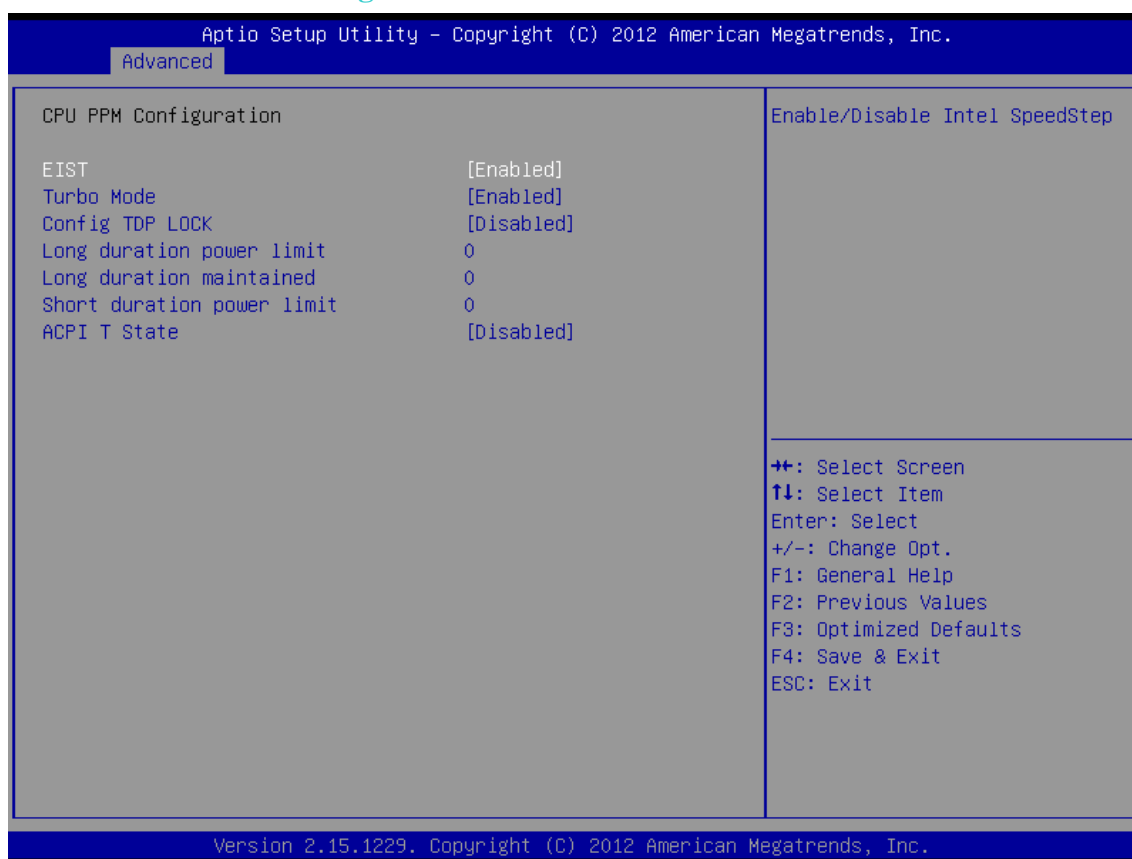 Aptio Setup Utility – Copyright (C) 2012 American Megatrends, Inc.
Advanced
CPU PPM Configuration
EIST [Enabled]
Turbo Mode [Enabled]
Config TDP LOCK [Disabled]
Long duration power limit 0
Long duration maintained 0
Short duration power limit 0
ACPI T State [Disabled]
Enable/Disable Intel SpeedStep
→←: Select Screen
↑↓: Select Item
Enter: Select
+/-: Change Opt.
F1: General Help
F2: Previous Values
F3: Optimized Defaults
F4: Save & Exit
ESC: Exit
Version 2.15.1229. Copyright (C) 2012 American Megatrends, Inc.